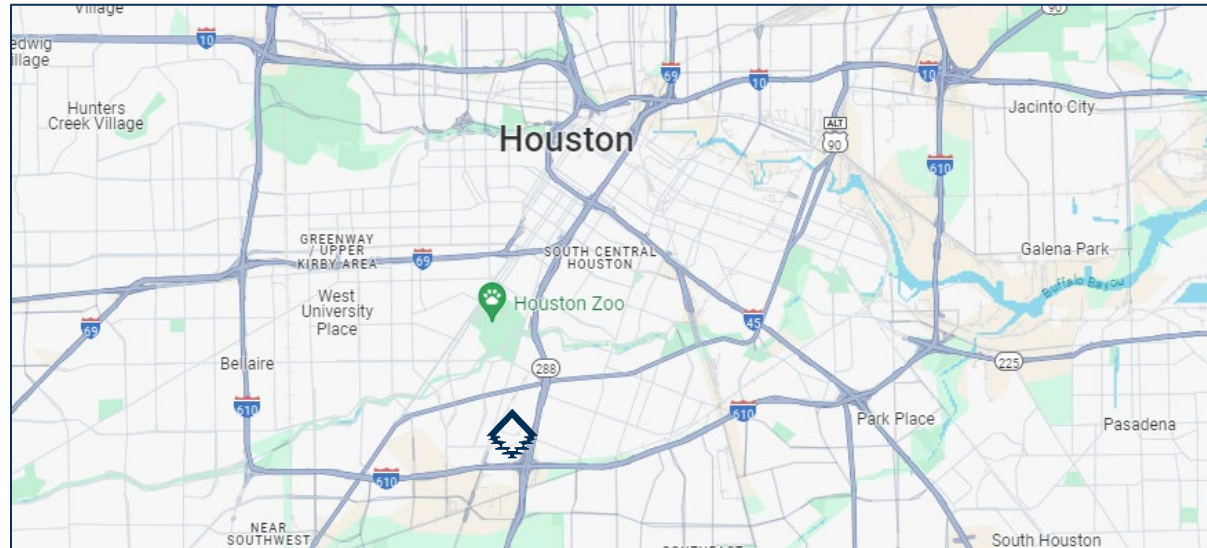 Village
90
10
69
10
10
Village
Hunters
Creek Village
Jacinto City
ALT
90
Houston
610
GREENWAY
/ UPPER
KIRBY AREA
69
SOUTH CENTRAL
HOUSTON
Galena Park
Buffalo Bayou
West
University
Place
Houston Zoo
69
45
Bellaire
288
225
610
610
Park Place
Pasadena
610
NEAR
SOUTHWEST
South Houston